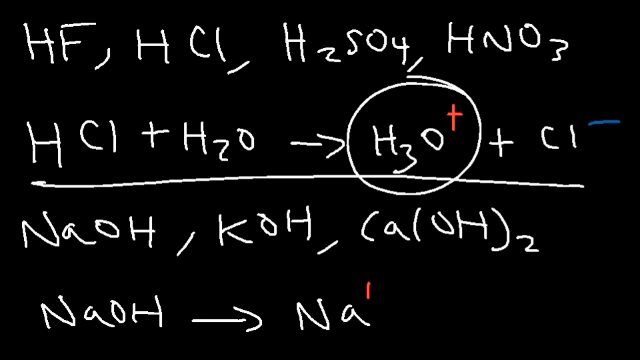 HF, HCl, H₂SO₄, HNO₃
HCl + H₂O → H₃O⁺ + Cl⁻
NaOH, KOH, Ca(OH)₂
NaOH → Na